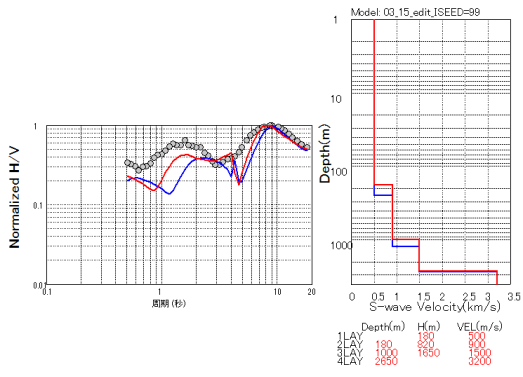 Model: 03_15_edit_ISEED=99
1
10
100
1000
Depth(m)
0 0.5 1 1.5 2 2.5 3 3.5
S-wave Velocity(km/s)
Normalized H/V
1
0.1
0.01
0.1 1 10 20
周期(秒)
Depth(m) H(m) VEL(m/s)
1LAY 180 500
2LAY 180 820 900
3LAY 1000 1650 1500
4LAY 2650 3200